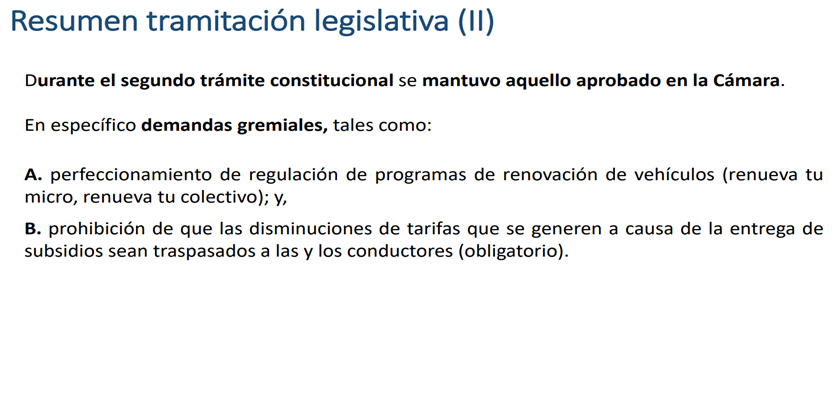 Resumen tramitación legislativa (II)
Durante el segundo trámite constitucional se mantuvo aquello aprobado en la Cámara.
En específico demandas gremiales, tales como:
A. perfeccionamiento de regulación de programas de renovación de vehículos (renueva tu
micro, renueva tu colectivo); y,
B. prohibición de que las disminuciones de tarifas que se generen a causa de la entrega de
subsidios sean traspasados a las y los conductores (obligatorio).